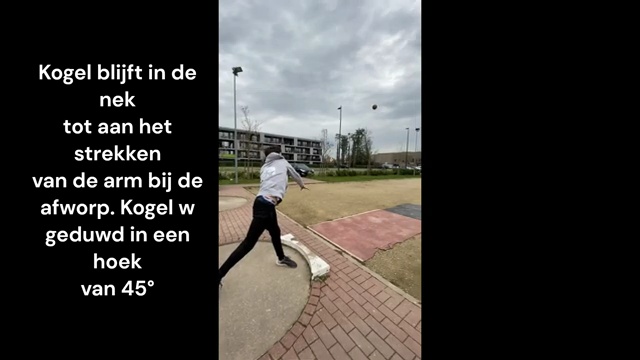 Kogel blijft in de
nek
tot aan het
strekken
van de arm bij de
afworp. Kogel w
geduwd in een
hoek
van 45°